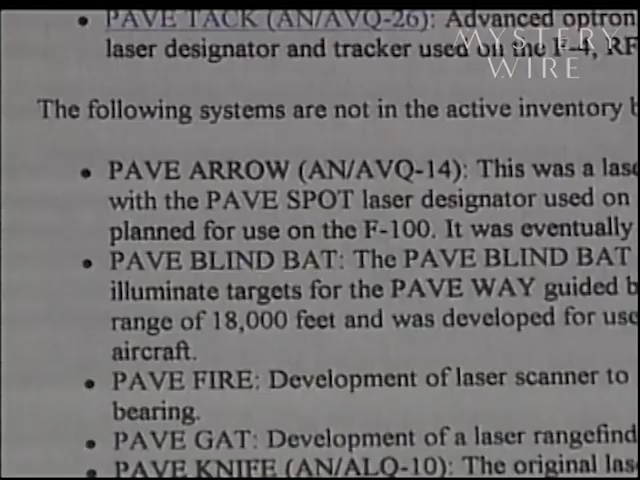 PAVE TACK (AN/AVQ-26): Advanced optron
laser designator and tracker used on the F-4, RF
MYSTERY
WIRE
The following systems are not in the active inventory b
PAVE ARROW (AN/AVQ-14): This was a lase
with the PAVE SPOT laser designator used on
planned for use on the F-100. It was eventually
PAVE BLIND BAT: The PAVE BLIND BAT
illuminate targets for the PAVE WAY guided b
range of 18,000 feet and was developed for use
aircraft.
PAVE FIRE: Development of laser scanner to
bearing.
PAVE GAT: Development of a laser rangefind
PAVE KNIFE (AN/ALQ-10): The original las